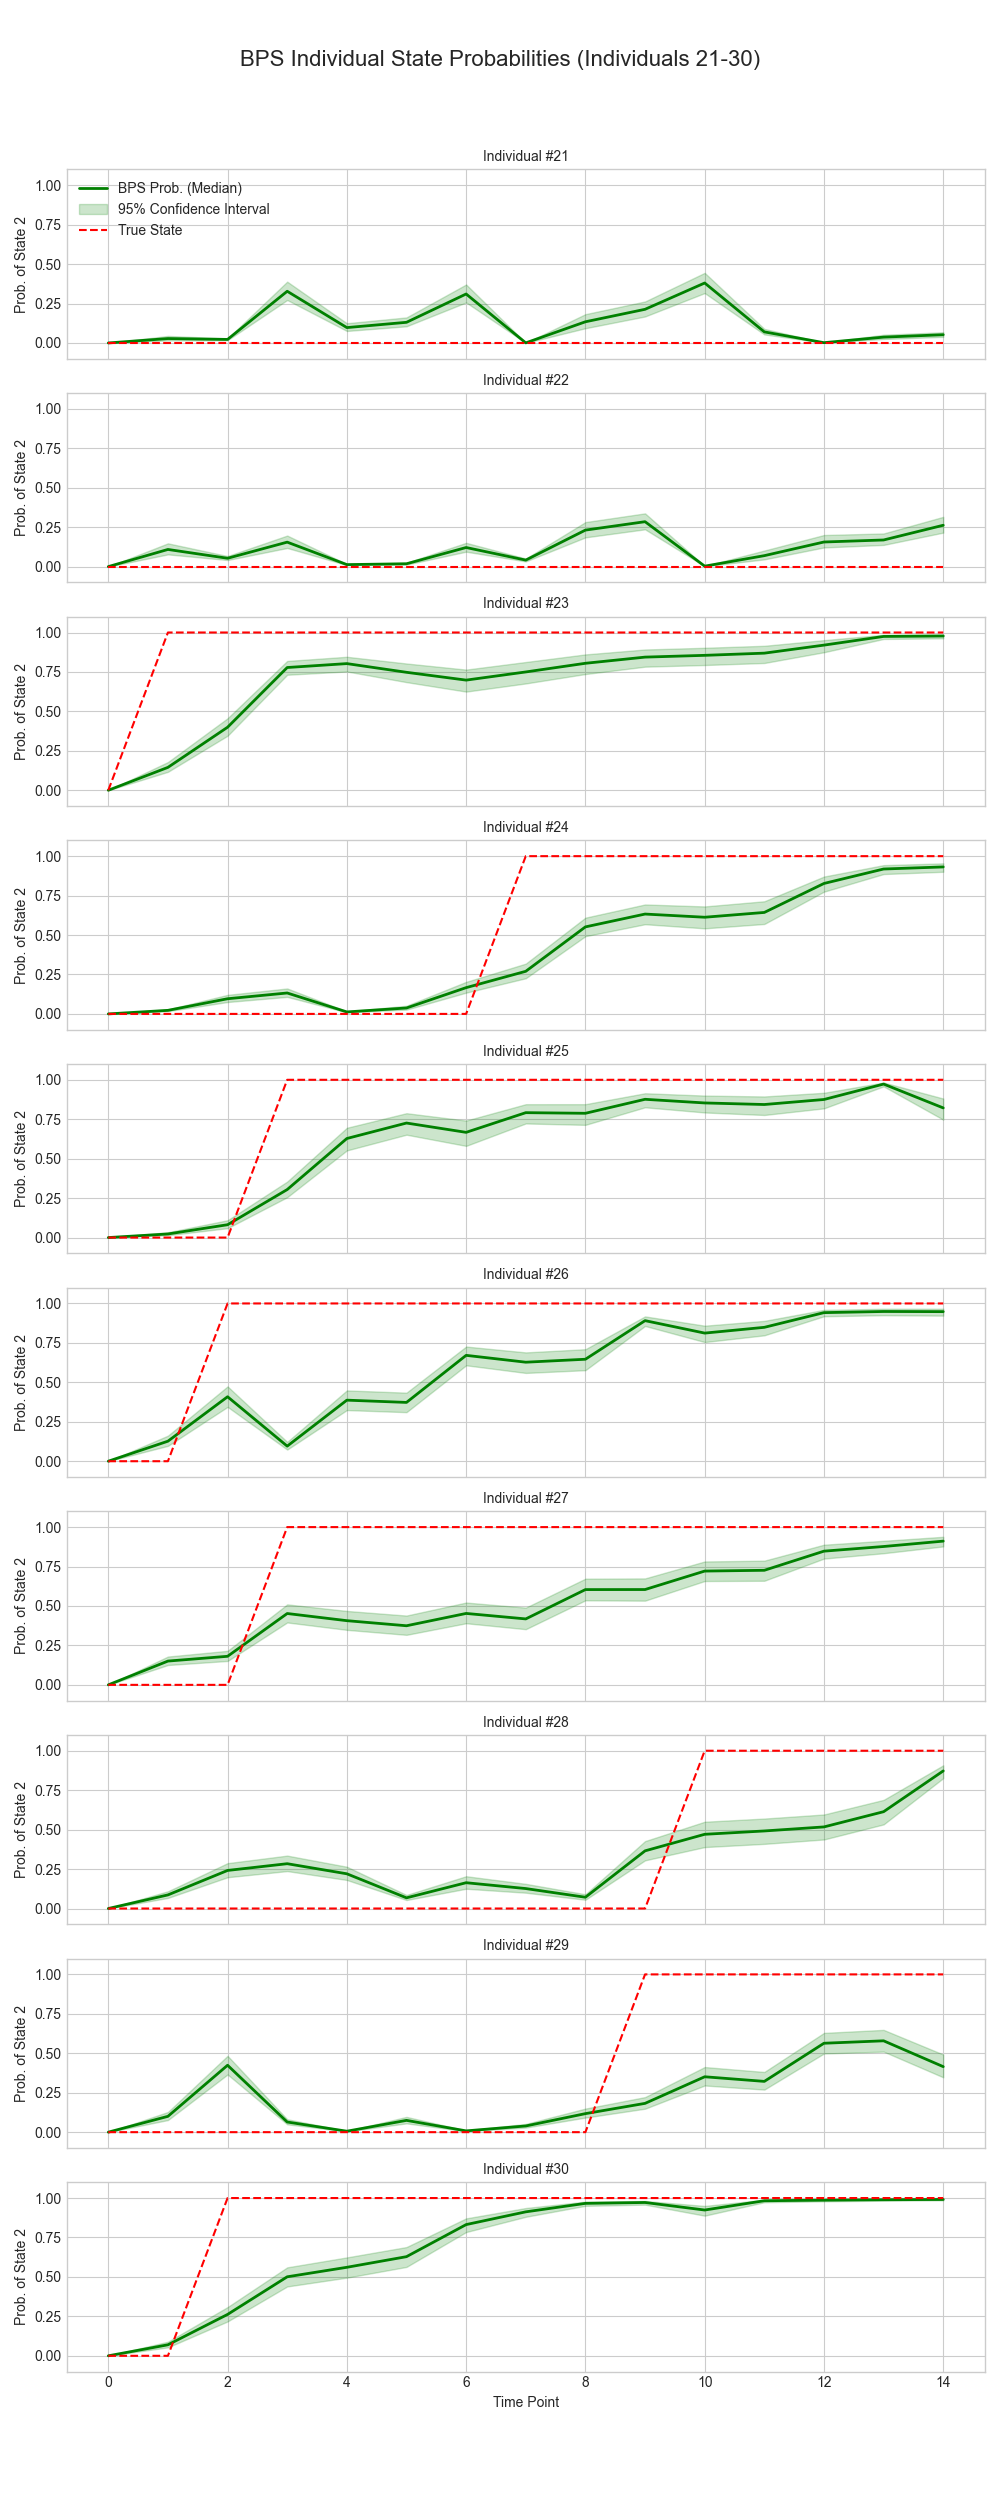 BPS Individual State Probabilities (Individuals 21-30)
Individual #21
1.00
0.75
0.50
0.25
0.00
Prob. of State 2
BPS Prob. (Median)
95% Confidence Interval
True State
Individual #22
1.00
0.75
0.50
0.25
0.00
Prob. of State 2
Individual #23
1.00
0.75
0.50
0.25
0.00
Prob. of State 2
Individual #24
1.00
0.75
0.50
0.25
0.00
Prob. of State 2
Individual #25
1.00
0.75
0.50
0.25
0.00
Prob. of State 2
Individual #26
1.00
0.75
0.50
0.25
0.00
Prob. of State 2
Individual #27
1.00
0.75
0.50
0.25
0.00
Prob. of State 2
Individual #28
1.00
0.75
0.50
0.25
0.00
Prob. of State 2
Individual #29
1.00
0.75
0.50
0.25
0.00
Prob. of State 2
Individual #30
1.00
0.75
0.50
0.25
0.00
Prob. of State 2
0 2 4 6 8 10 12 14
Time Point